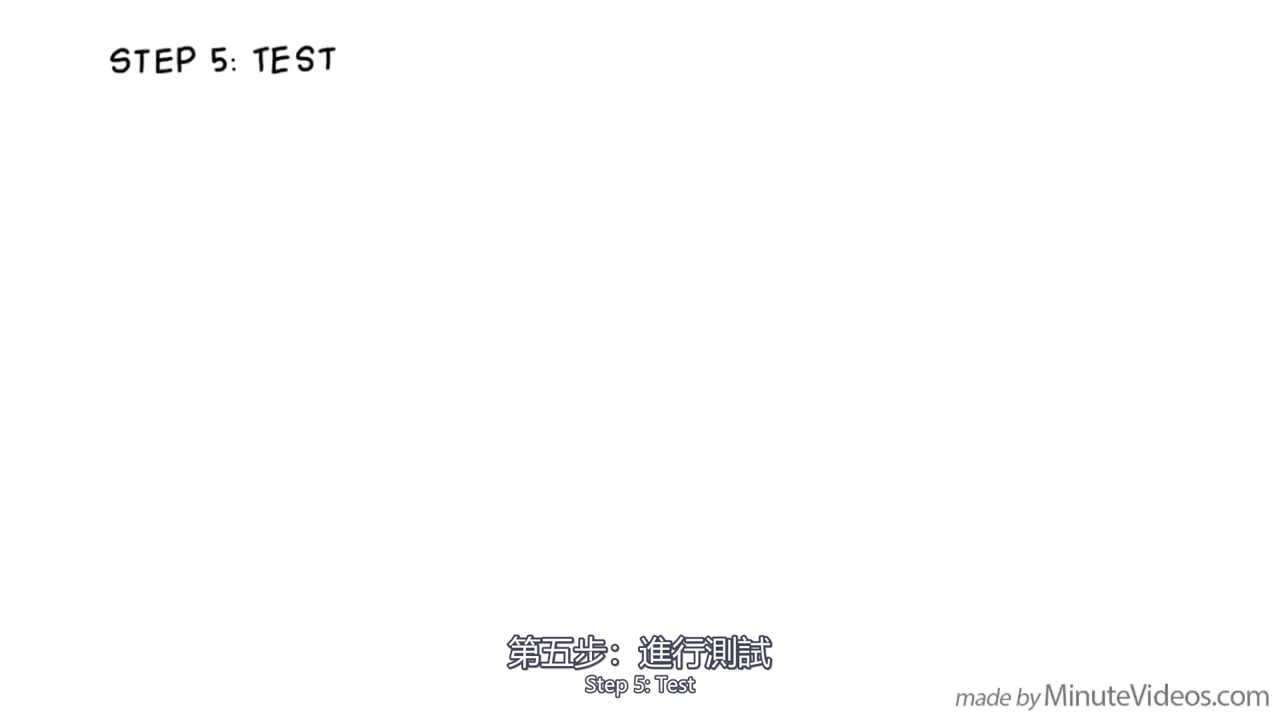 STEP 5: TEST
第五步：進行測試
Step 5: Test
made by MinuteVideos.com